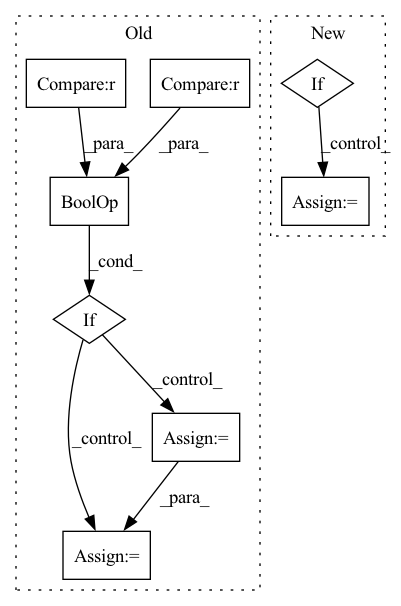 Old
New
Compare:r
Compare:r
If
_para_
_para_
_control_
BoolOp
Assign:=
_cond_
If
_control_
_control_
Assign:=
_para_
Assign:=